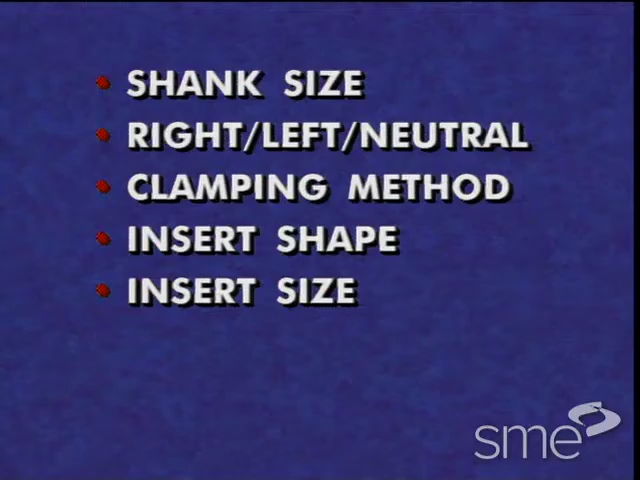 SHANK SIZE
RIGHT/LEFT/NEUTRAL
CLAMPING METHOD
INSERT SHAPE
INSERT SIZE
sme